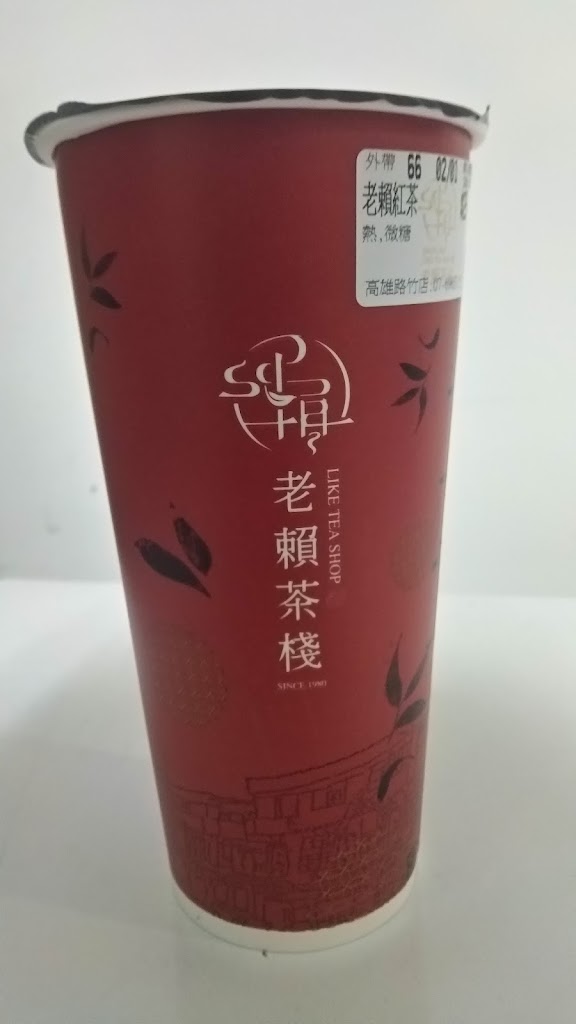 外帶 66 02/01
老賴紅茶
熱,微糖
高雄路竹店
老賴茶棧
LIKE TEA SHOP
SINCE 1980